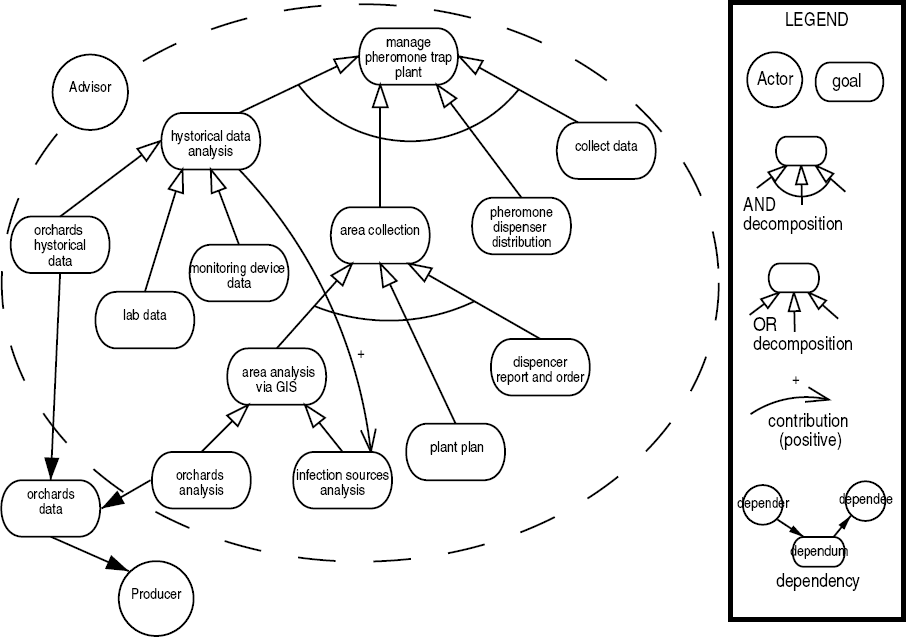 Advisor
manage
pheromone trap
plant
hystorical data
analysis
collect data
orchards
hystorical
data
area collection
pheromone
dispenser
distribution
monitoring device
data
lab data
+
area analysis
via GIS
dispencer
report and order
plant plan
orchards
analysis
infection sources
analysis
orchards
data
Producer
LEGEND
Actor
goal
AND
decomposition
OR
decomposition
+
contribution
(positive)
depender
dependee
dependum
dependency